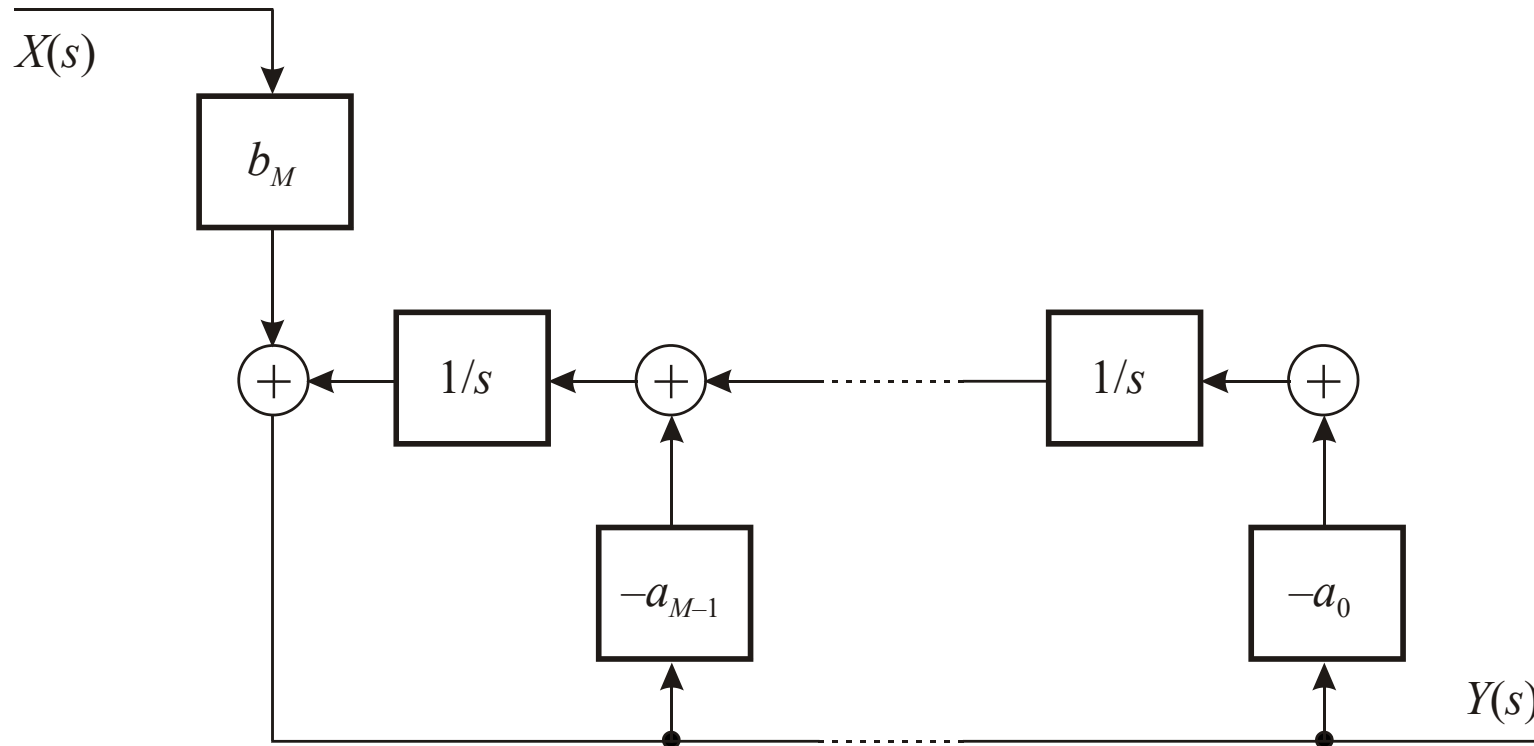 X(s)
b_M
+ 1/s + 1/s +
–a_{M–1} –a_0
Y(s)